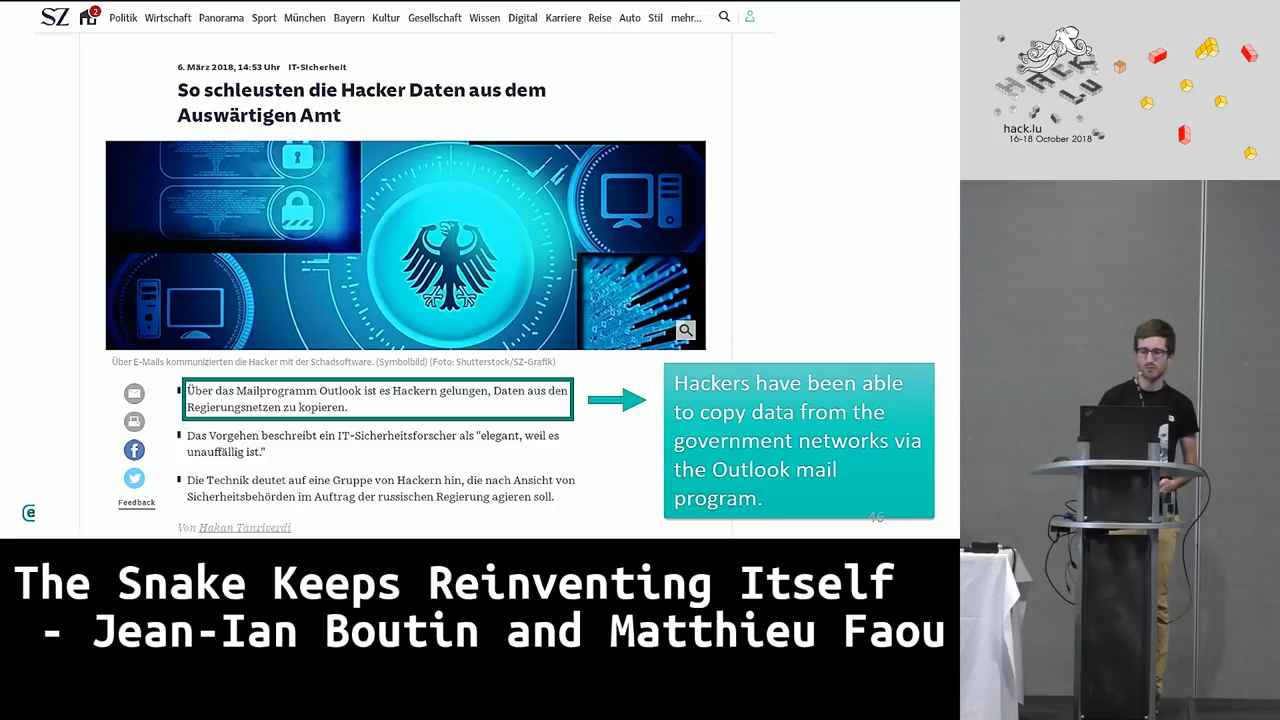 SZ
2
Politik Wirtschaft Panorama Sport München Bayern Kultur Gesellschaft Wissen Digital Karriere Reise Auto Stil mehr...
6. März 2018, 14:53 Uhr IT-Sicherheit
So schleusten die Hacker Daten aus dem
Auswärtigen Amt
Über E-Mails kommunizierten die Hacker mit der Schadsoftware. (Symbolbild) (Foto: Shutterstock/SZ-Grafik)
Über das Mailprogramm Outlook ist es Hackern gelungen, Daten aus den
Regierungsnetzen zu kopieren.
Das Vorgehen beschreibt ein IT-Sicherheitsforscher als "elegant, weil es
unauffällig ist."
Die Technik deutet auf eine Gruppe von Hackern hin, die nach Ansicht von
Sicherheitsbehörden im Auftrag der russischen Regierung agieren soll.
Feedback
Von Hakan Tanriverdi
Hackers have been able
to copy data from the
government networks via
the Outlook mail
program.
46
e
HACK
LU
hack.lu
16-18 October 2018
The Snake Keeps Reinventing Itself
- Jean-Ian Boutin and Matthieu Faou